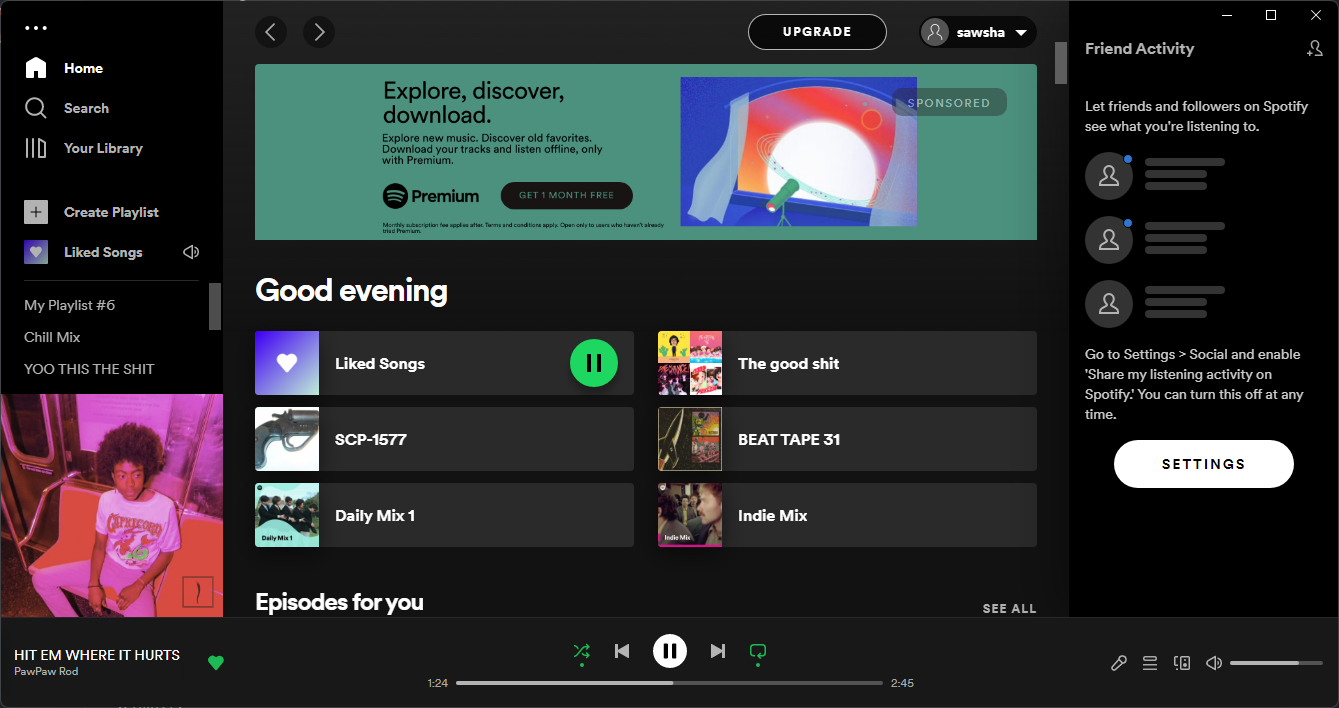 Home
Search
Your Library
Create Playlist
Liked Songs
My Playlist #6
Chill Mix
YOO THIS THE SHIT
CAPRICORN
HIT EM WHERE IT HURTS
PawPaw Rod
UPGRADE
sawsha
Explore, discover,
download.
Explore new music. Discover old favorites.
Download your tracks and listen offline, only
with Premium.
Premium
GET 1 MONTH FREE
Monthly subscription fee applies after. Terms and conditions apply. Open only to users who haven't already
tried Premium.
SPONSORED
Good evening
Liked Songs
The good shit
SCP-1577
BEAT TAPE 31
Daily Mix 1
Daily Mix 1
Indie Mix
Indie Mix
Episodes for you
SEE ALL
1:24
2:45
Friend Activity
Let friends and followers on Spotify
see what you're listening to.
Go to Settings > Social and enable
'Share my listening activity on
Spotify.' You can turn this off at any
time.
SETTINGS